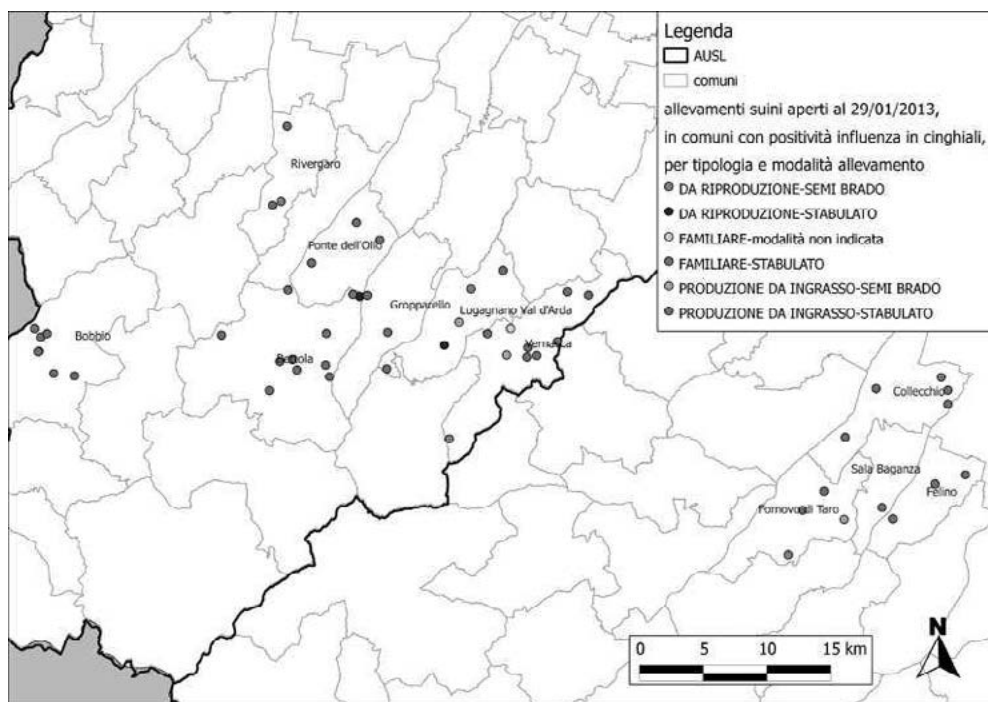 Legenda
AUSL
comuni
allevamenti suini aperti al 29/01/2013,
in comuni con positività influenza in cinghiali,
per tipologia e modalità allevamento
DA RIPRODUZIONE-SEMI BRADO
DA RIPRODUZIONE-STABULATO
FAMILIARE-modalità non indicata
FAMILIARE-STABULATO
PRODUZIONE DA INGRASSO-SEMI BRADO
PRODUZIONE DA INGRASSO-STABULATO
Rivergaro
Ponte dell'Olio
Gropparello
Lugagnano Val d'Arda
Bobbio
Vernasca
Bettola
Collecchio
Sala Baganza
Felino
Fornovo di Taro
N
0 5 10 15 km